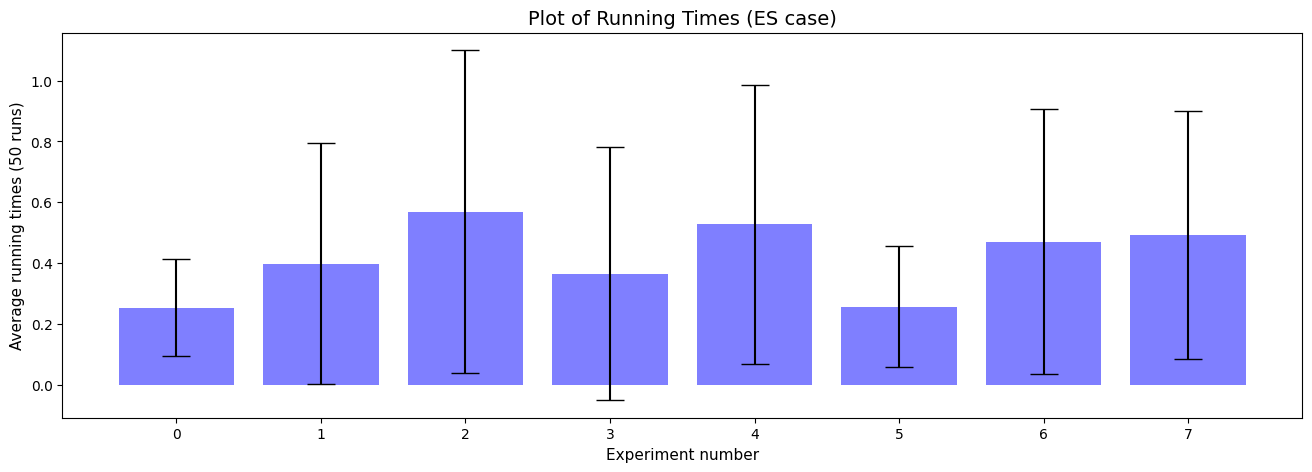 Plot of Running Times (ES case)
Average running times (50 runs)
1.0
0.8
0.6
0.4
0.2
0.0
0 1 2 3 4 5 6 7
Experiment number